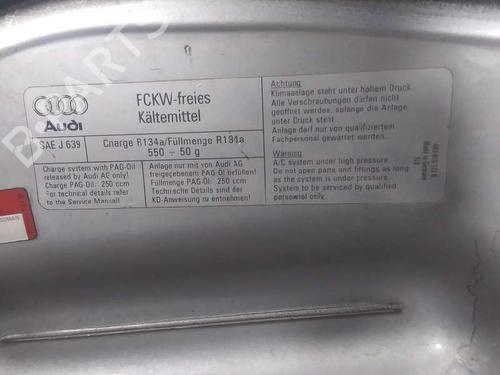 Audi
FCKW-freies
Kältemittel
SAE J 639
Cnarge R134a/Füllmenge R134a
550 - 50 g
Charge system with PAG-Oil
released by Audi AG only!
Charge PAG-Oil: 250 ccm
For technical details refer
to the Service Manual!
Anlage nur mit von Audi AG
freigegebenem PAG-Öl befüllen!
Füllmenge PAG-Öl: 250 ccm
Technische Details sind der
KD-Anweisung zu entnehmen!
Achtung
Klimaanlage steht unter hohem Druck.
Alle Verschraubungen dürfen nicht
geöffnet werden, solange die Anlage
unter Druck steht.
Anlage darf nur von qualifiziertem
Fachpersonal gewartet werden.
Warning
A/C system under high pressure.
Do not open parts and fittings as long
as the system is under pressure.
System to be serviced by qualified
personnel only.
Made in Germany
B-PARTS